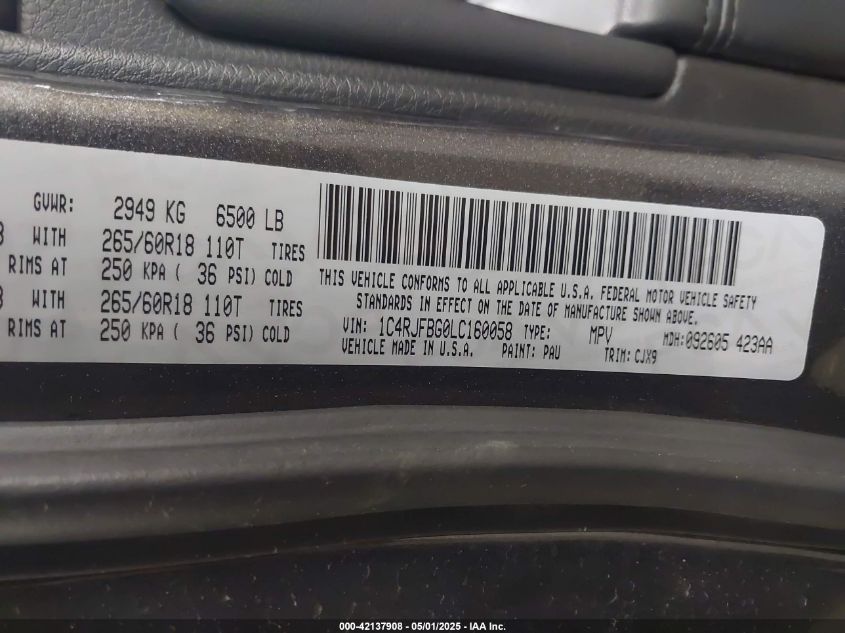 GVWR: 2949 KG 6500 LB
WITH 265/60R18 110T TIRES
RIMS AT 250 KPA ( 36 PSI) COLD
WITH 265/60R18 110T TIRES
RIMS AT 250 KPA ( 36 PSI) COLD
THIS VEHICLE CONFORMS TO ALL APPLICABLE U.S.A. FEDERAL MOTOR VEHICLE SAFETY
STANDARDS IN EFFECT ON THE DATE OF MANUFACTURE SHOWN ABOVE.
VIN: 1C4RJFBG0LC160058 TYPE: MPV MDH:092605 423AA
VEHICLE MADE IN U.S.A. PAINT: PAU TRIM: CJX9
000-42137908 - 05/01/2025 - IAA Inc.